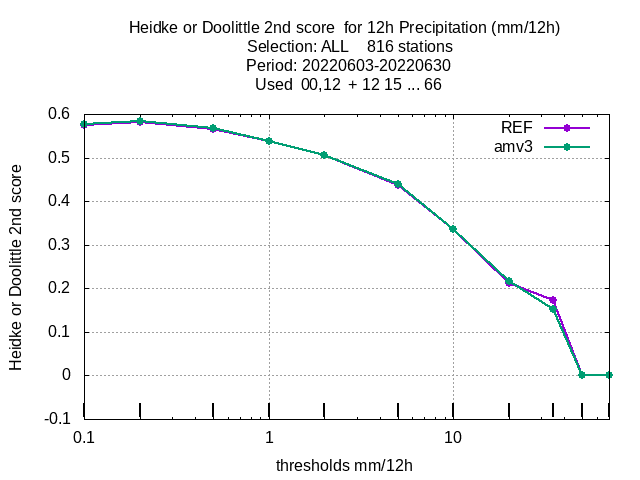 Heidke or Doolittle 2nd score  for 12h Precipitation (mm/12h)
Selection: ALL    816 stations
Period: 20220603-20220630
Used  00,12  + 12 15 ... 66
REF
amv3
0.6
0.5
0.4
0.3
0.2
0.1
0
-0.1
Heidke or Doolittle 2nd score
0.1 1 10
thresholds mm/12h